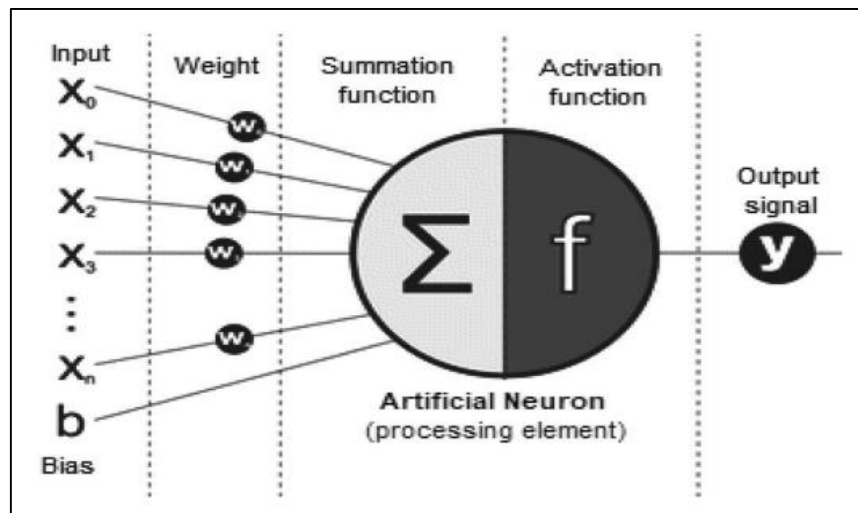 Input
Weight
Summation
function
Activation
function
X₀
X₁
X₂
X₃
Xₙ
b
Bias
w
w
w
w
w
Σ
f
Output
signal
y
Artificial Neuron
(processing element)